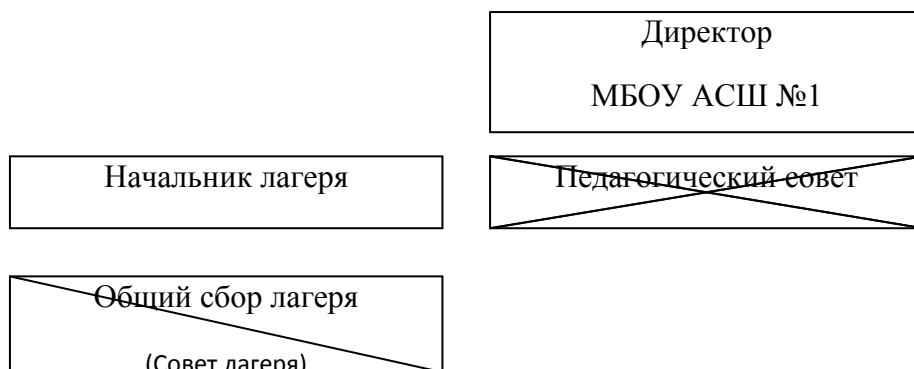 Директор
МБОУ АСШ №1
Начальник лагеря
Педагогический совет
Общий сбор лагеря
(Совет лагеря)